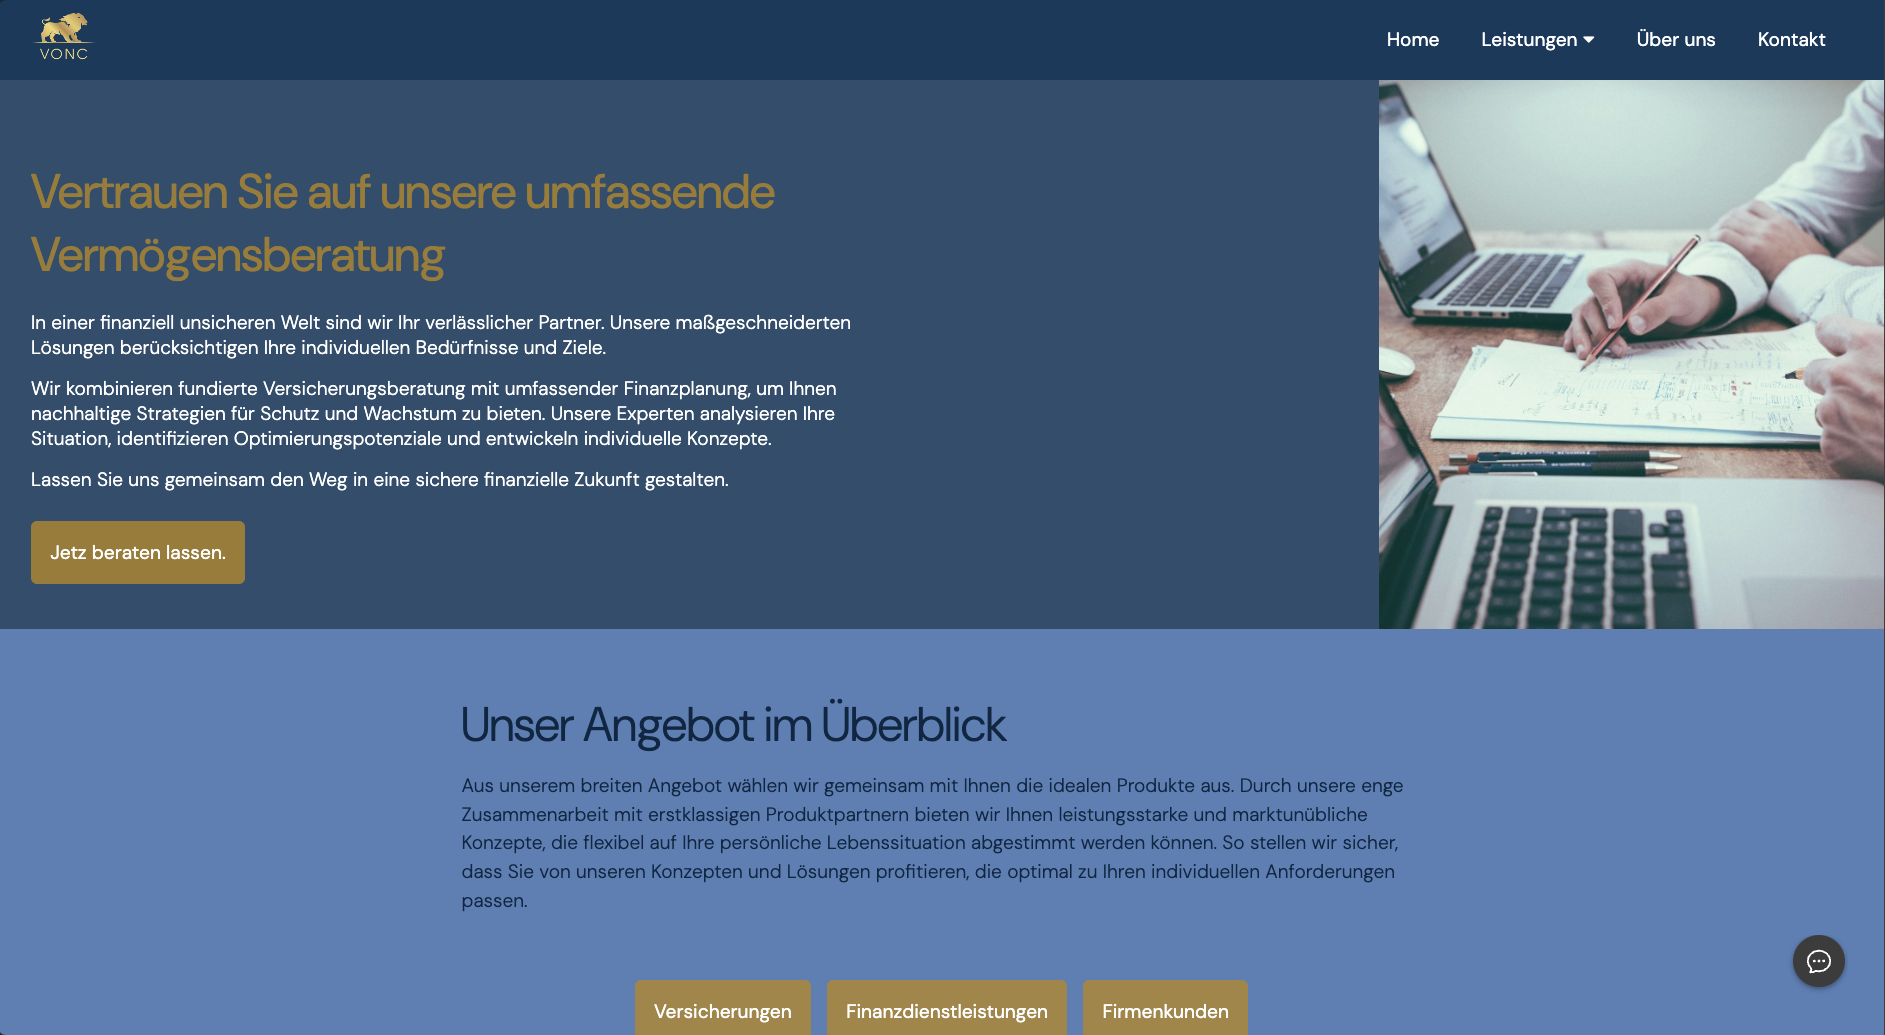 VONC
Home
Leistungen
Über uns
Kontakt
Vertrauen Sie auf unsere umfassende
Vermögensberatung
In einer finanziell unsicheren Welt sind wir Ihr verlässlicher Partner. Unsere maßgeschneiderten
Lösungen berücksichtigen Ihre individuellen Bedürfnisse und Ziele.
Wir kombinieren fundierte Versicherungsberatung mit umfassender Finanzplanung, um Ihnen
nachhaltige Strategien für Schutz und Wachstum zu bieten. Unsere Experten analysieren Ihre
Situation, identifizieren Optimierungspotenziale und entwickeln individuelle Konzepte.
Lassen Sie uns gemeinsam den Weg in eine sichere finanzielle Zukunft gestalten.
Jetz beraten lassen.
Unser Angebot im Überblick
Aus unserem breiten Angebot wählen wir gemeinsam mit Ihnen die idealen Produkte aus. Durch unsere enge
Zusammenarbeit mit erstklassigen Produktpartnern bieten wir Ihnen leistungsstarke und marktunübliche
Konzepte, die flexibel auf Ihre persönliche Lebenssituation abgestimmt werden können. So stellen wir sicher,
dass Sie von unseren Konzepten und Lösungen profitieren, die optimal zu Ihren individuellen Anforderungen
passen.
Versicherungen
Finanzdienstleistungen
Firmenkunden